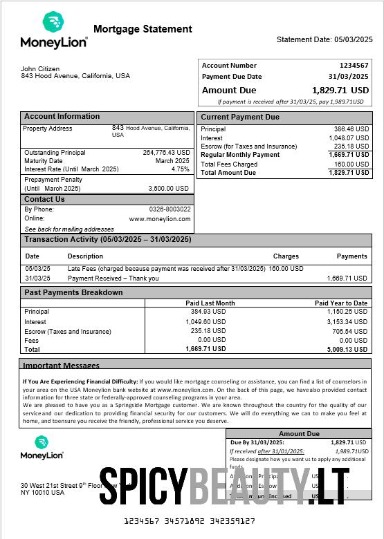 MoneyLion
Mortgage Statement
Statement Date: 05/03/2025
John Citizen
843 Hood Avenue, California, USA
Account Number 1234567
Payment Due Date 31/03/2025
Amount Due 1,829.71 USD
If payment is received after 31/03/2025, pay 1,989.71USD
Account Information
Property Address 843 Hood Avenue, California, USA
Outstanding Principal 264,776.43 USD
Maturity Date March 2025
Interest Rate (Until March 2025) 4.75%
Prepayment Penalty
(Until March 2025) 3,600.00 USD
Contact Us
By Phone: 0326-8003022
Online: www.moneylion.com
See back for mailing addresses
Current Payment Due
Principal 386.46 USD
Interest 1,048.07 USD
Escrow (for Taxes and Insurance) 235.18 USD
Regular Monthly Payment 1,669.71 USD
Total Fees Charged 160.00 USD
Total Amount Due 1,829.71 USD
Transaction Activity (05/03/2025 – 31/03/2025)
Date Description Charges Payments
05/03/25 Late Fees (charged because payment was received after 31/03/2025) 160.00 USD
31/03/25 Payment Received – Thank you 1,669.71 USD
Past Payments Breakdown
Paid Last Month Paid Year to Date
Principal 384.93 USD 1,150.25 USD
Interest 1,049.60 USD 3,153.34 USD
Escrow (Taxes and Insurance) 235.18 USD 705.54 USD
Fees 0.00 USD 0.00 USD
Total 1,669.71 USD 5,009.13 USD
Important Messages
If You Are Experiencing Financial Difficulty: If you would like mortgage counseling or assistance, you can find a list of counselors in
your area on the USA Moneylion bank website at www.moneylion.com. On the back of this page, we have also provided contact
information for three state or federally-approved counseling programs in your area.
We are pleased to have you as a Springside Mortgage customer. We are known throughout the country for the quality of our
service and our dedication to providing financial security for our customers. We will do everything we can to make you feel at
home, and to ensure you receive the friendly, professional service you deserve.
MoneyLion
30 West 21st Street 9th Floor
NY 10010 USA
Amount Due
Due By 31/03/2025: 1,829.71 USD
If received after 31/03/2025: 1,989.71 USD
Please designate how you want us to apply any additional
funds.
SPICYBEAUTY.LT
1234567 34571892 342359127